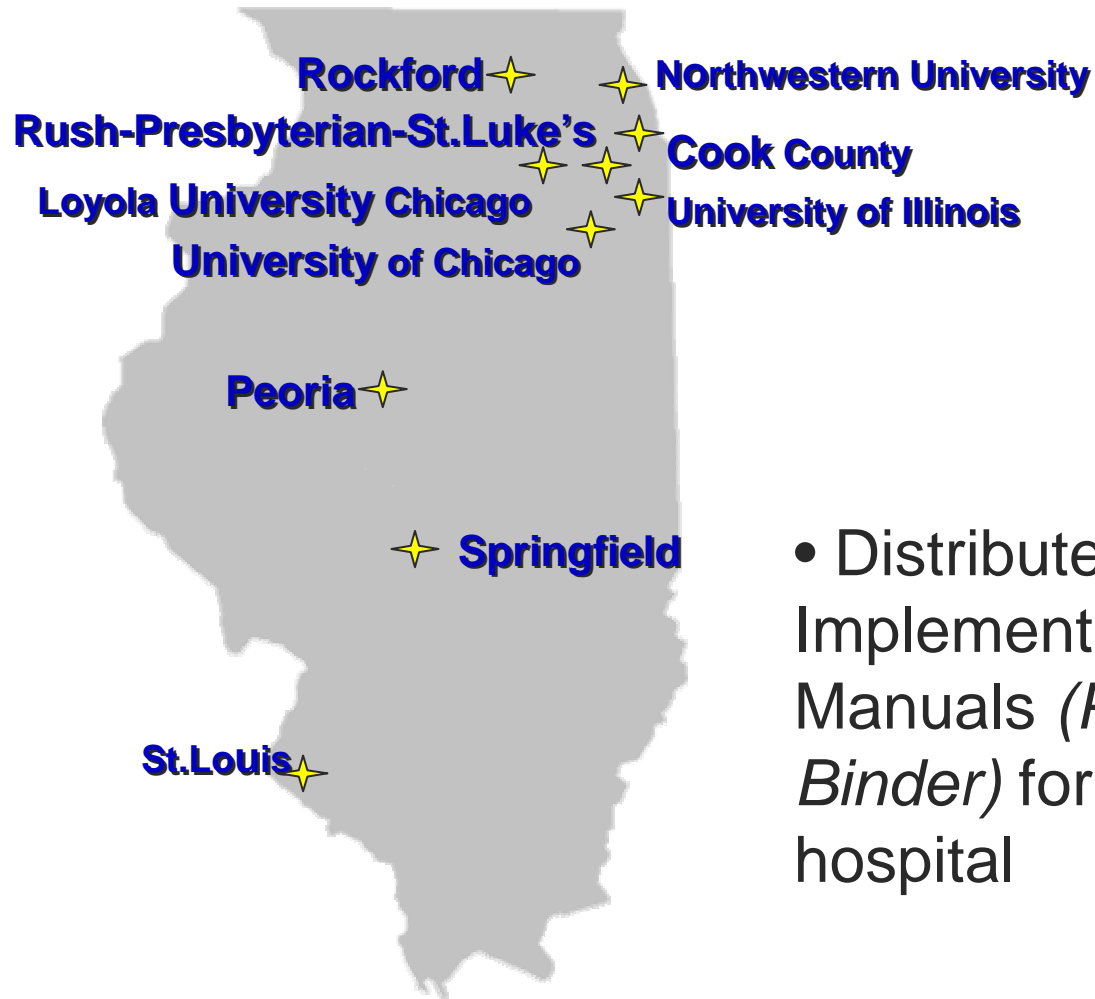 Rockford
Northwestern University
Rush-Presbyterian-St.Luke's
Cook County
Loyola University Chicago
University of Illinois
University of Chicago
Peoria
Springfield
St.Louis
• Distribute
Implement
Manuals
Binder) for
hospital